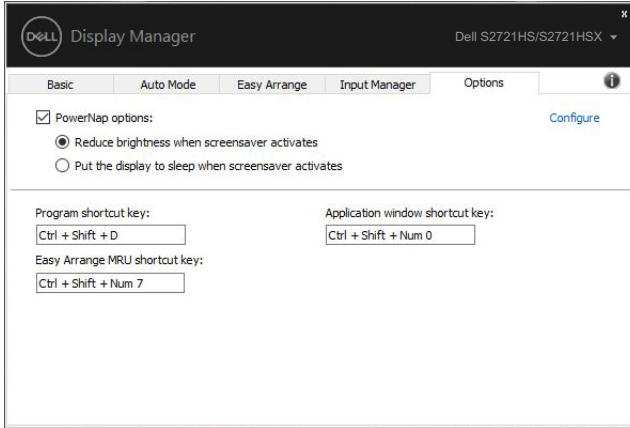 x
DELL Display Manager
Dell S2721HS/S2721HSX
Basic Auto Mode Easy Arrange Input Manager Options i
PowerNap options: Configure
Reduce brightness when screensaver activates
Put the display to sleep when screensaver activates
Program shortcut key: Application window shortcut key:
Ctrl + Shift + D Ctrl + Shift + Num 0
Easy Arrange MRU shortcut key:
Ctrl + Shift + Num 7